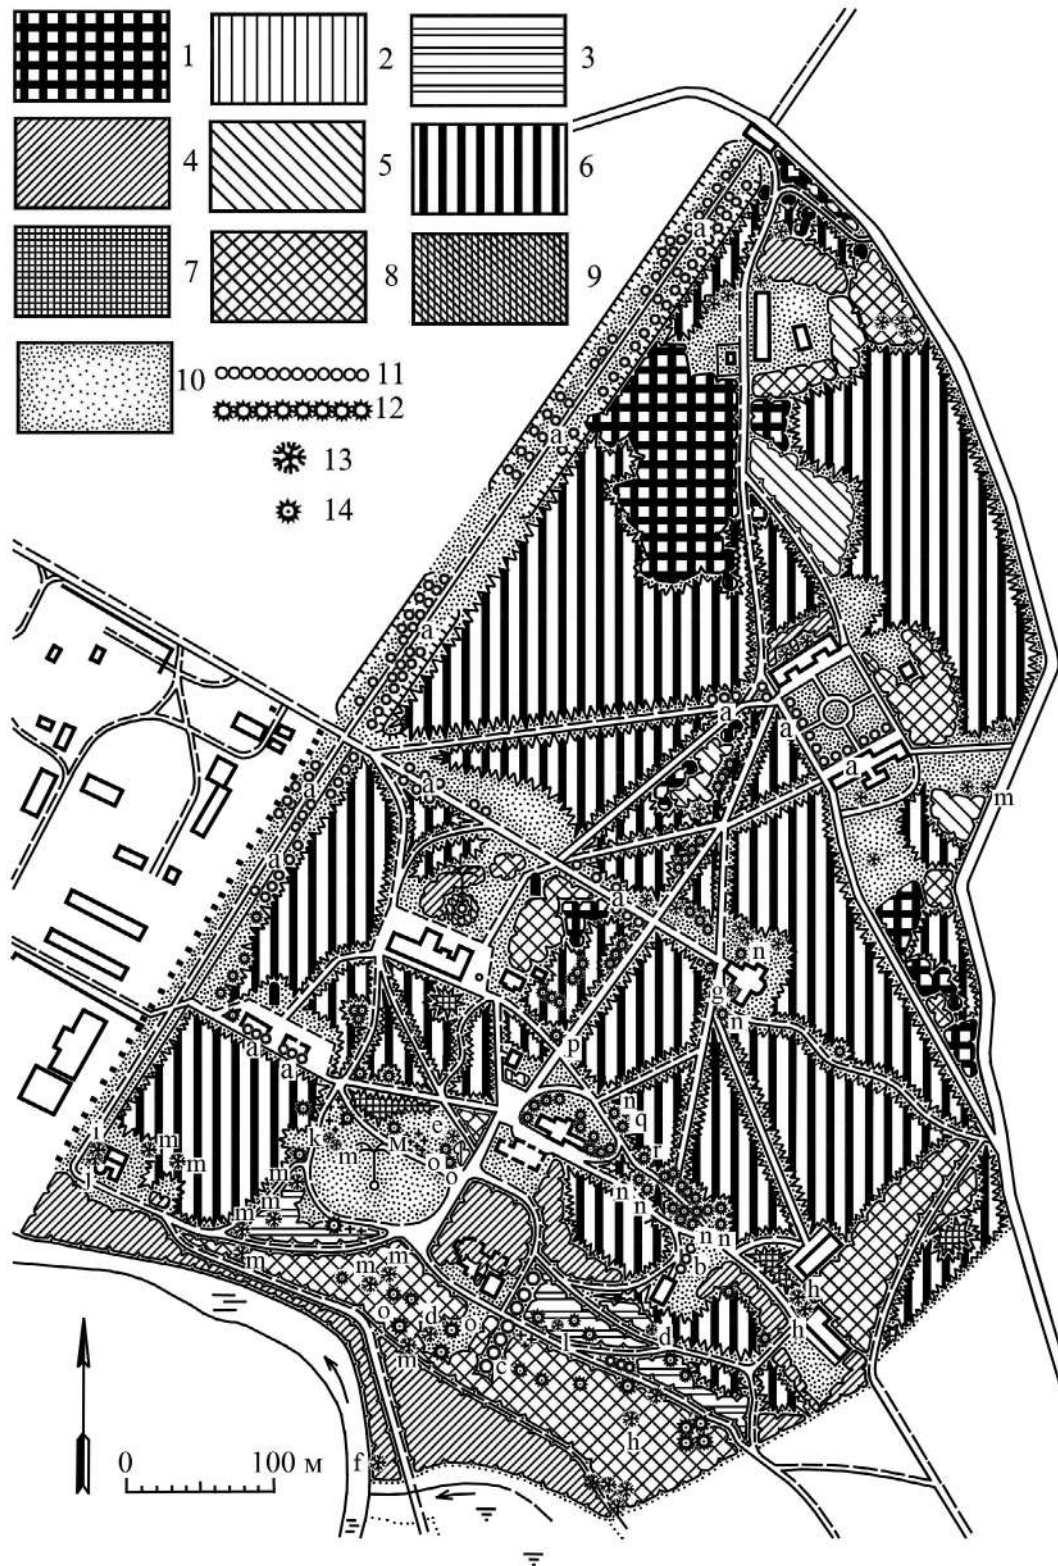 1 2 3
4 5 6
7 8 9
10 11
12
13
14
a
a
a
a a
a
a m
a
a
a
n
g
n
a
p
a
n
q
i m
k м e
m
m o r
j m o
n
n
m n n
m
m b
m m h
o d o d h
m l
c
h
0 100 м f